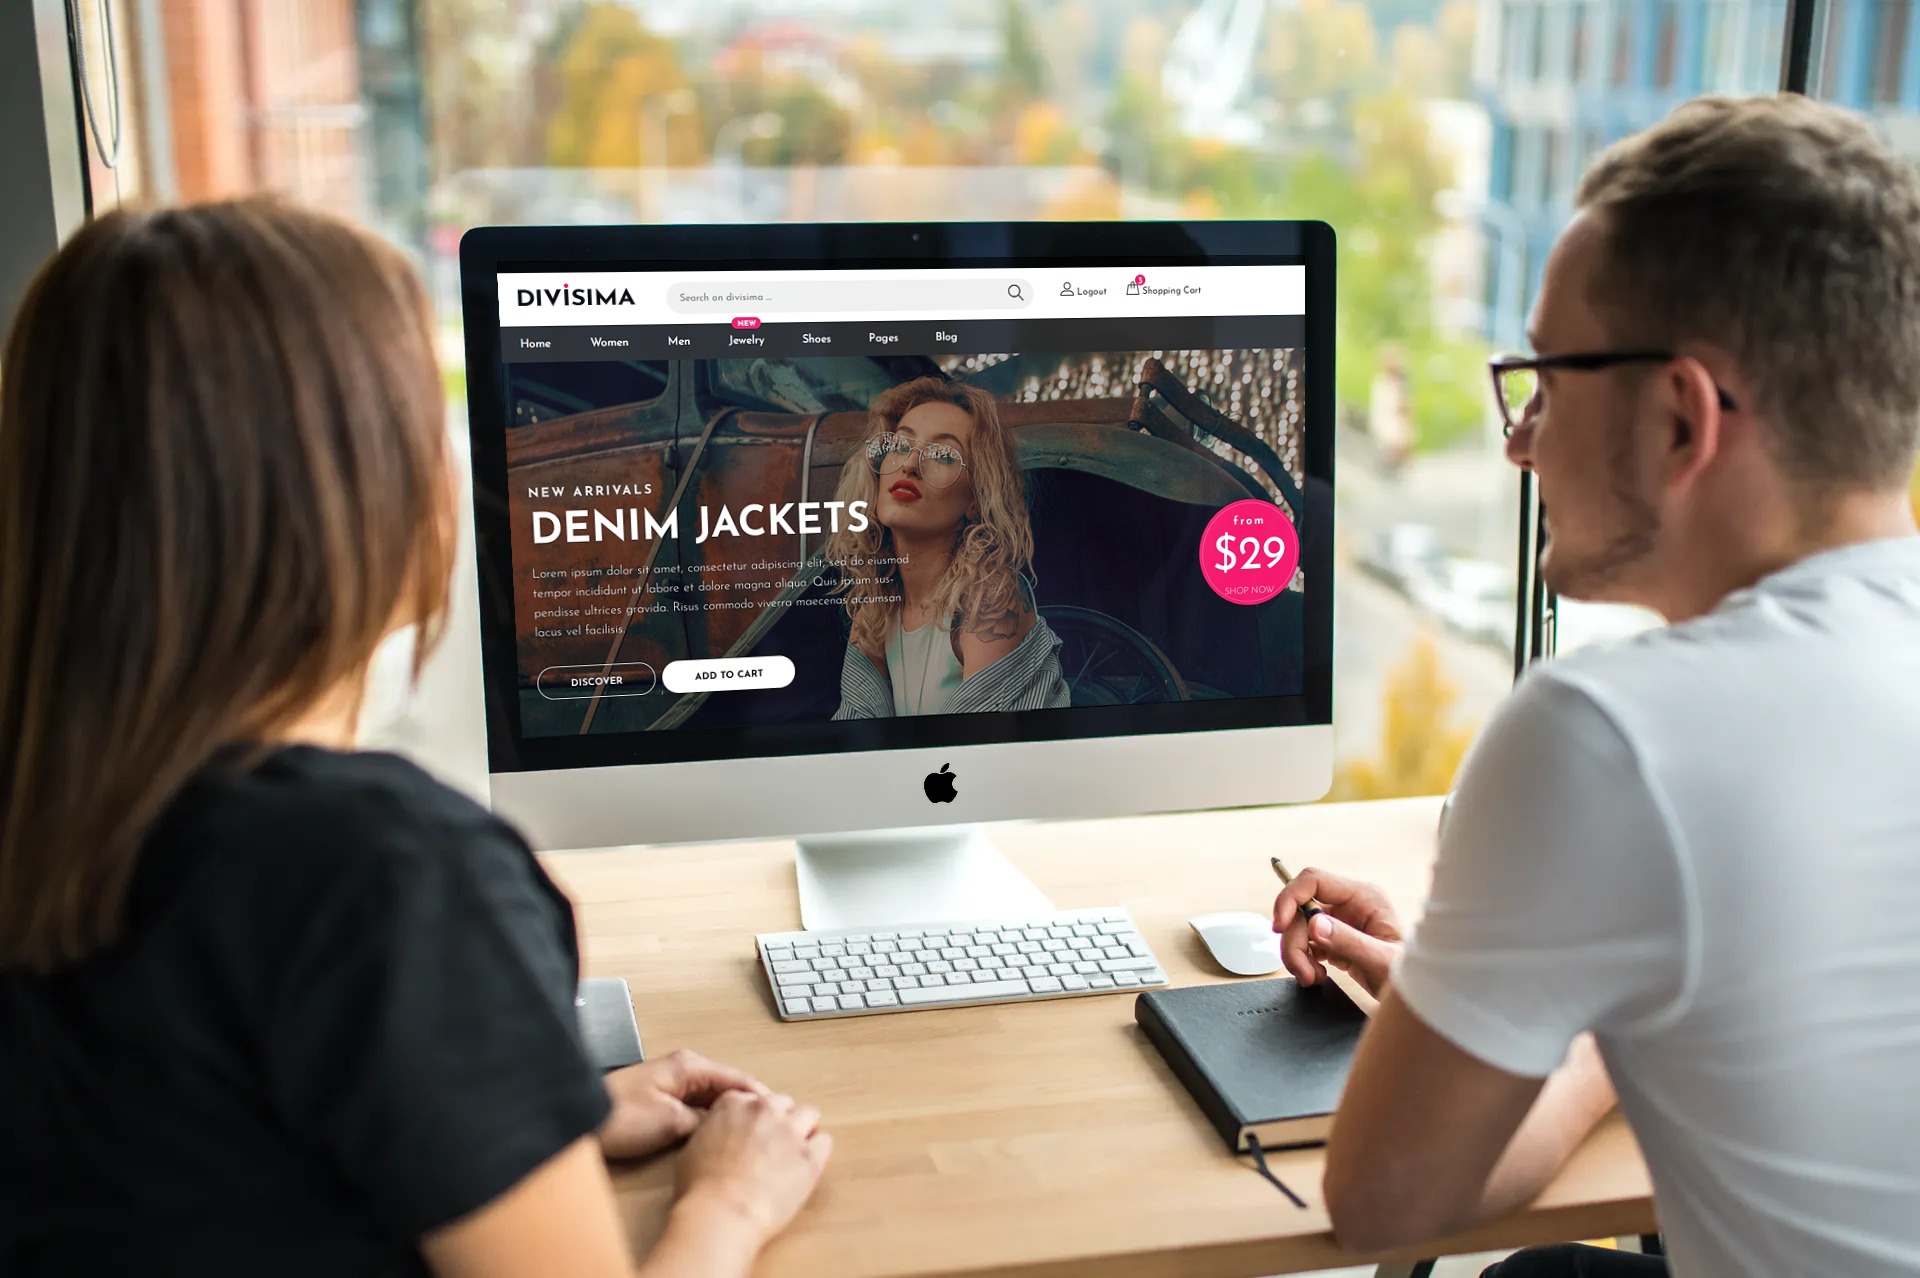 DIVISIMA
Search on divisima ...
Logout
3
Shopping Cart
NEW
Home Women Men Jewelry Shoes Pages Blog
NEW ARRIVALS
DENIM JACKETS
Lorem ipsum dolor sit amet, consectetur adipiscing elit, sed do eiusmod
tempor incididunt ut labore et dolore magna aliqua. Quis ipsum sus-
pendisse ultrices gravida. Risus commodo viverra maecenas accumsan
lacus vel facilisis.
DISCOVER
ADD TO CART
from
$29
SHOP NOW